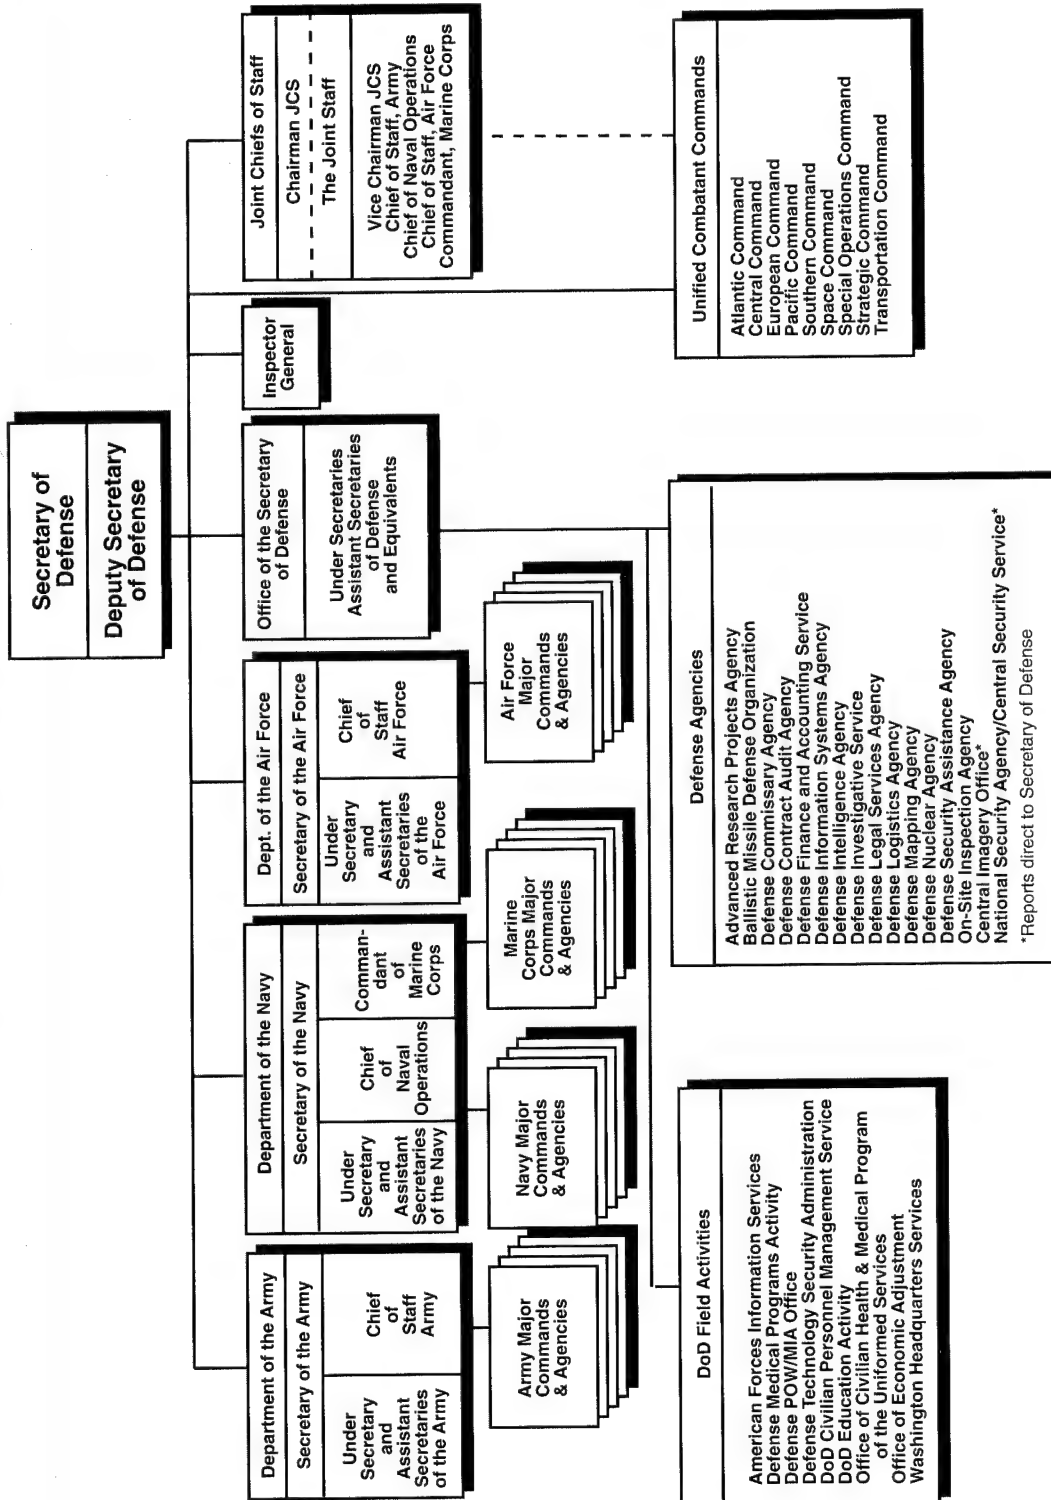 Secretary of
Defense
Deputy Secretary
of Defense
Department of the Army
Secretary of the Army
Under
Secretary
and
Assistant
Secretaries
of the Army
Chief
of
Staff
Army
Department of the Navy
Secretary of the Navy
Under
Secretary
and
Assistant
Secretaries
of the Navy
Chief
of
Naval
Operations
Comman-
dant
of
Marine
Corps
Dept. of the Air Force
Secretary of the Air Force
Under
Secretary
and
Assistant
Secretaries
of the
Air Force
Chief
of
Staff
Air Force
Office of the Secretary
of Defense
Under Secretaries
Assistant Secretaries
of Defense
and Equivalents
Inspector
General
Joint Chiefs of Staff
Chairman JCS
The Joint Staff
Vice Chairman JCS
Chief of Staff, Army
Chief of Naval Operations
Chief of Staff, Air Force
Commandant, Marine Corps
Army Major
Commands
& Agencies
Navy Major
Commands
& Agencies
Marine
Corps Major
Commands
& Agencies
Air Force
Major
Commands
& Agencies
DoD Field Activities
American Forces Information Services
Defense Medical Programs Activity
Defense POW/MIA Office
Defense Technology Security Administration
DoD Civilian Personnel Management Service
DoD Education Activity
Office of Civilian Health & Medical Program
of the Uniformed Services
Office of Economic Adjustment
Washington Headquarters Services
Defense Agencies
Advanced Research Projects Agency
Ballistic Missile Defense Organization
Defense Commissary Agency
Defense Contract Audit Agency
Defense Finance and Accounting Service
Defense Information Systems Agency
Defense Intelligence Agency
Defense Investigative Service
Defense Legal Services Agency
Defense Logistics Agency
Defense Mapping Agency
Defense Nuclear Agency
Defense Security Assistance Agency
On-Site Inspection Agency
Central Imagery Office*
National Security Agency/Central Security Service*
*Reports direct to Secretary of Defense
Unified Combatant Commands
Atlantic Command
Central Command
European Command
Pacific Command
Southern Command
Space Command
Special Operations Command
Strategic Command
Transportation Command